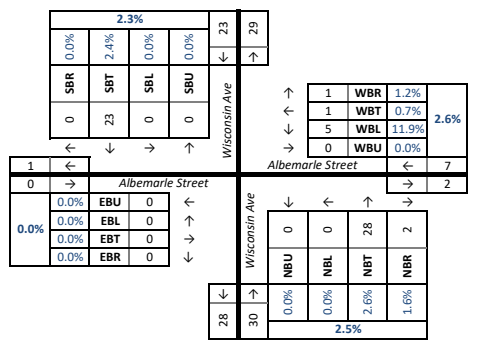 2.3%
0.0% 2.4% 0.0% 0.0%
SBR SBT SBL SBU
0 23 0 0
← ↓ → ↑
23 29
↓ ↑
Wisconsin Ave
↑ 1 WBR 1.2%
← 1 WBT 0.7%
↓ 5 WBL 11.9%
→ 0 WBU 0.0%
2.6%
1 ←
Albemarle Street
← 7
0 →
Albemarle Street
→ 2
0.0%
0.0% EBU 0 ←
0.0% EBL 0 ↑
0.0% EBT 0 →
0.0% EBR 0 ↓
Wisconsin Ave
↓ ← ↑ →
0 0 28 2
NBU NBL NBT NBR
0.0% 0.0% 2.6% 1.6%
2.5%
↓ ↑
28 30